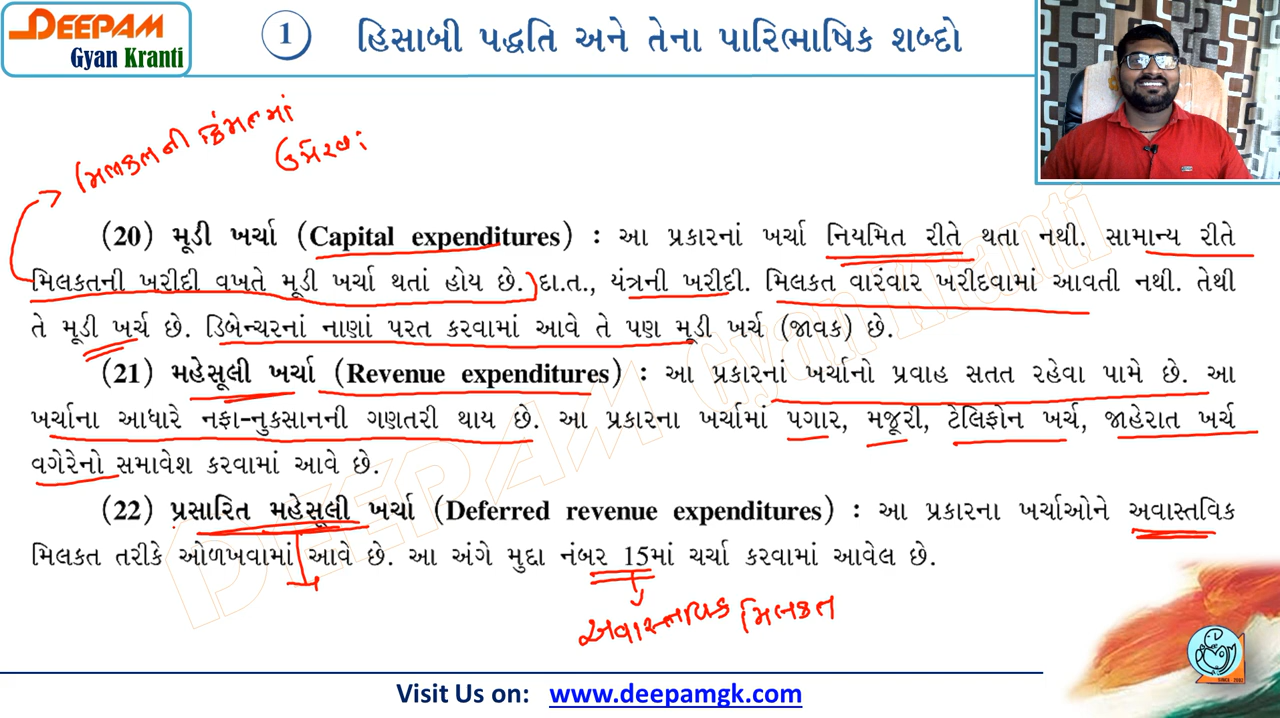 DEEPAM
Gyan Kranti
1 હિસાબી પદ્ધતિ અને તેના પારિભાષિક શબ્દો
મિલકતની કિંમતમાં
ઉમેરવા
(20) મૂડી ખર્ચા (Capital expenditures) : આ પ્રકારનાં ખર્ચા નિયમિત રીતે થતા નથી. સામાન્ય રીતે
મિલકતની ખરીદી વખતે મૂડી ખર્ચા થતાં હોય છે. દા.ત., યંત્રની ખરીદી. મિલકત વારંવાર ખરીદવામાં આવતી નથી. તેથી
તે મૂડી ખર્ચ છે. ડિબેન્ચરનાં નાણાં પરત કરવામાં આવે તે પણ મૂડી ખર્ચ (જાવક) છે.
(21) મહેસૂલી ખર્ચા (Revenue expenditures) : આ પ્રકારનાં ખર્ચાનો પ્રવાહ સતત રહેવા પામે છે. આ
ખર્ચાના આધારે નફા-નુકસાનની ગણતરી થાય છે. આ પ્રકારના ખર્ચામાં પગાર, મજૂરી, ટેલિફોન ખર્ચ, જાહેરાત ખર્ચ
વગેરેનો સમાવેશ કરવામાં આવે છે.
(22) પ્રસારિત મહેસૂલી ખર્ચા (Deferred revenue expenditures) : આ પ્રકારના ખર્ચાઓને અવાસ્તવિક
મિલકત તરીકે ઓળખવામાં આવે છે. આ અંગે મુદ્દા નંબર 15માં ચર્ચા કરવામાં આવેલ છે.
અવાસ્તવિક મિલકત
DEEPAM Gyan Kranti
Visit Us on: www.deepamgk.com